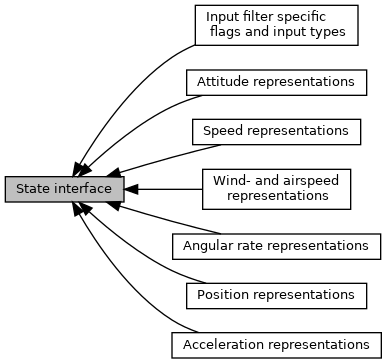 Input filter specific
flags and input types
Attitude representations
Speed representations
State interface
Wind- and airspeed
representations
Angular rate representations
Position representations
Acceleration representations